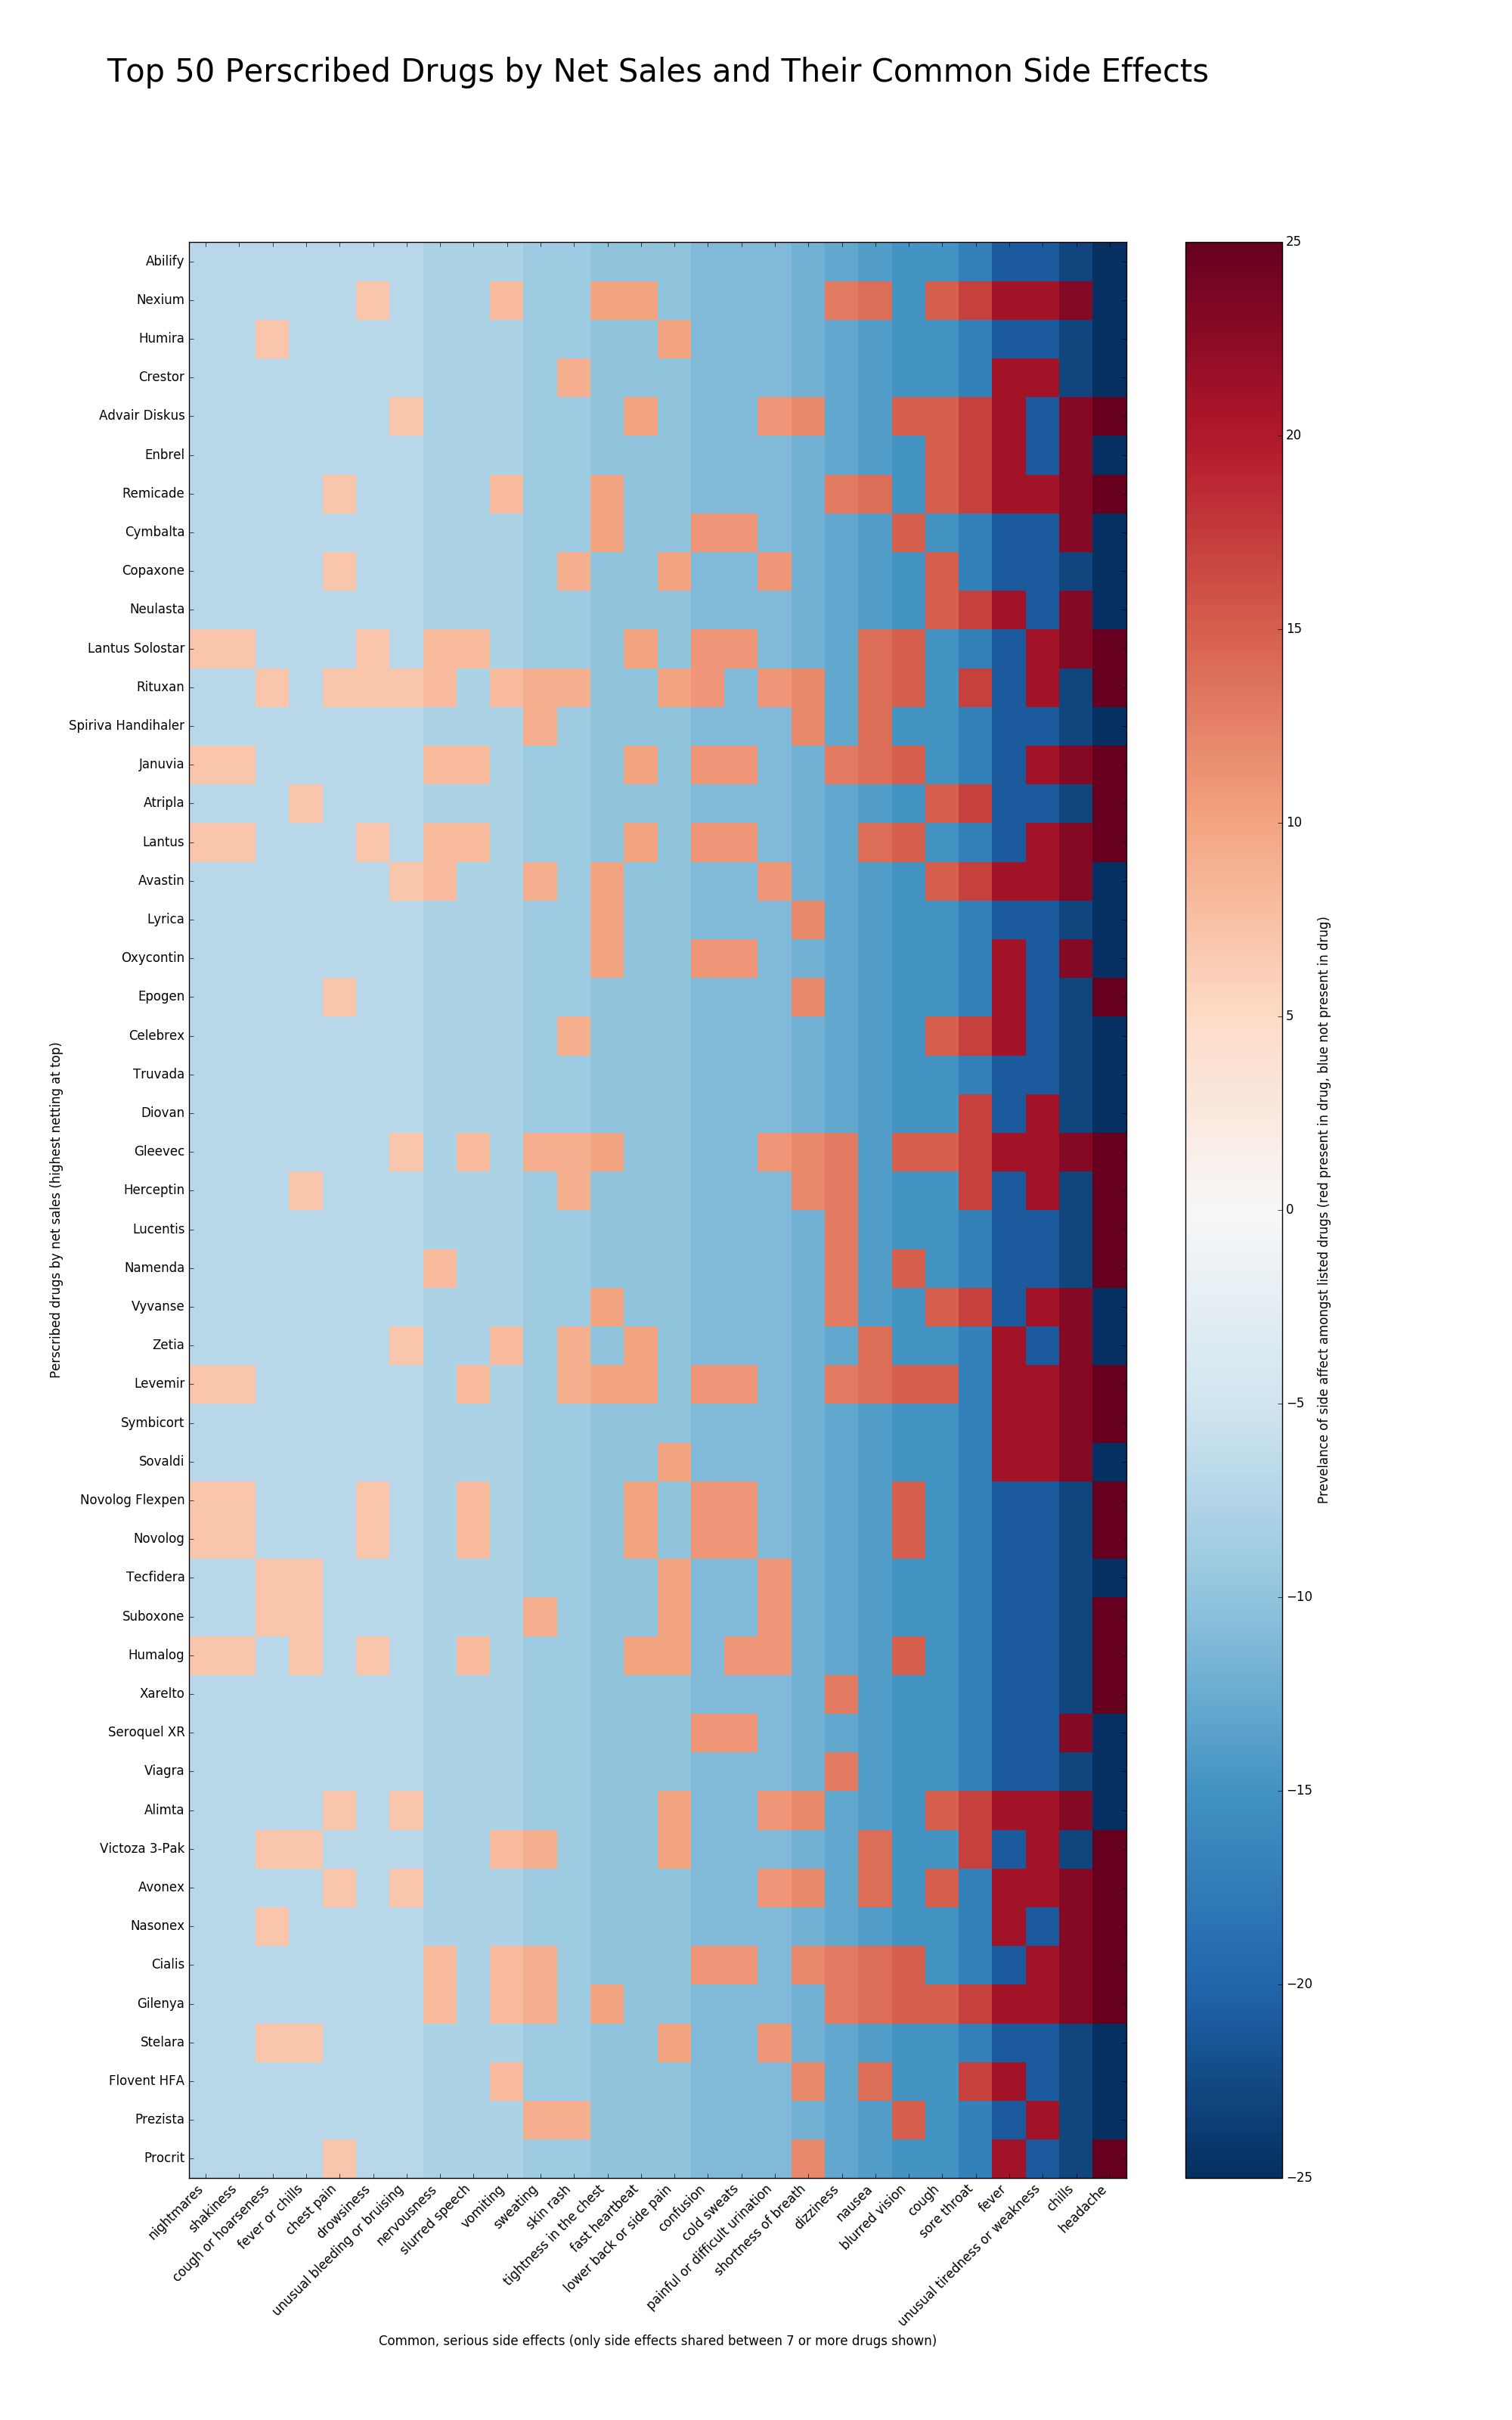 Top 50 Perscribed Drugs by Net Sales and Their Common Side Effects
Perscribed drugs by net sales (highest netting at top)
Abilify
Nexium
Humira
Crestor
Advair Diskus
Enbrel
Remicade
Cymbalta
Copaxone
Neulasta
Lantus Solostar
Rituxan
Spiriva Handihaler
Januvia
Atripla
Lantus
Avastin
Lyrica
Oxycontin
Epogen
Celebrex
Truvada
Diovan
Gleevec
Herceptin
Lucentis
Namenda
Vyvanse
Zetia
Levemir
Symbicort
Sovaldi
Novolog Flexpen
Novolog
Tecfidera
Suboxone
Humalog
Xarelto
Seroquel XR
Viagra
Alimta
Victoza 3-Pak
Avonex
Nasonex
Cialis
Gilenya
Stelara
Flovent HFA
Prezista
Procrit
nightmares
shakiness
cough or hoarseness
fever or chills
chest pain
drowsiness
unusual bleeding or bruising
nervousness
slurred speech
vomiting
sweating
skin rash
tightness in the chest
fast heartbeat
lower back or side pain
confusion
cold sweats
painful or difficult urination
shortness of breath
dizziness
nausea
blurred vision
cough
sore throat
fever
unusual tiredness or weakness
chills
headache
Common, serious side effects (only side effects shared between 7 or more drugs shown)
25
20
15
10
5
0
−5
−10
−15
−20
−25
Prevelance of side affect amongst listed drugs (red present in drug, blue not present in drug)